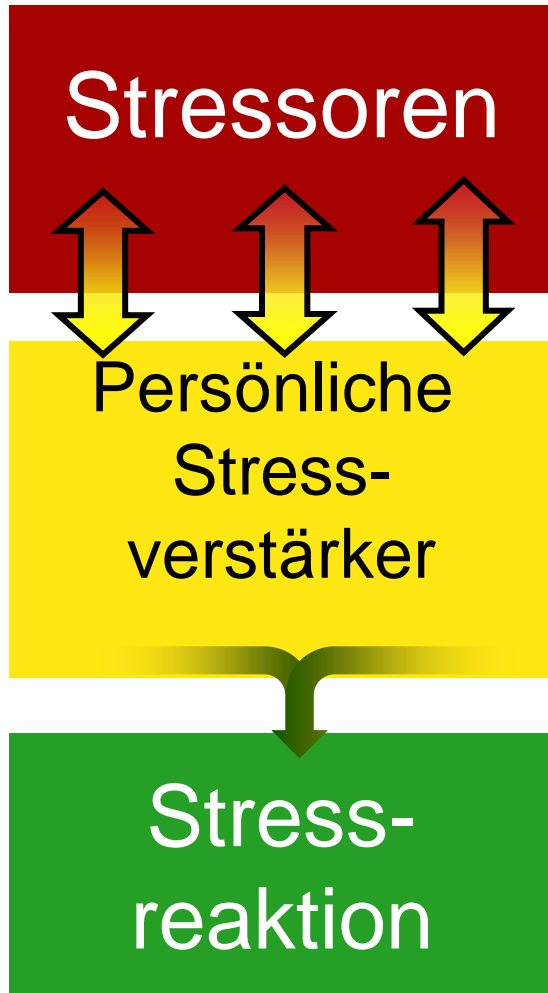 Stressoren
Persönliche
Stress-
verstärker
Stress-
reaktion